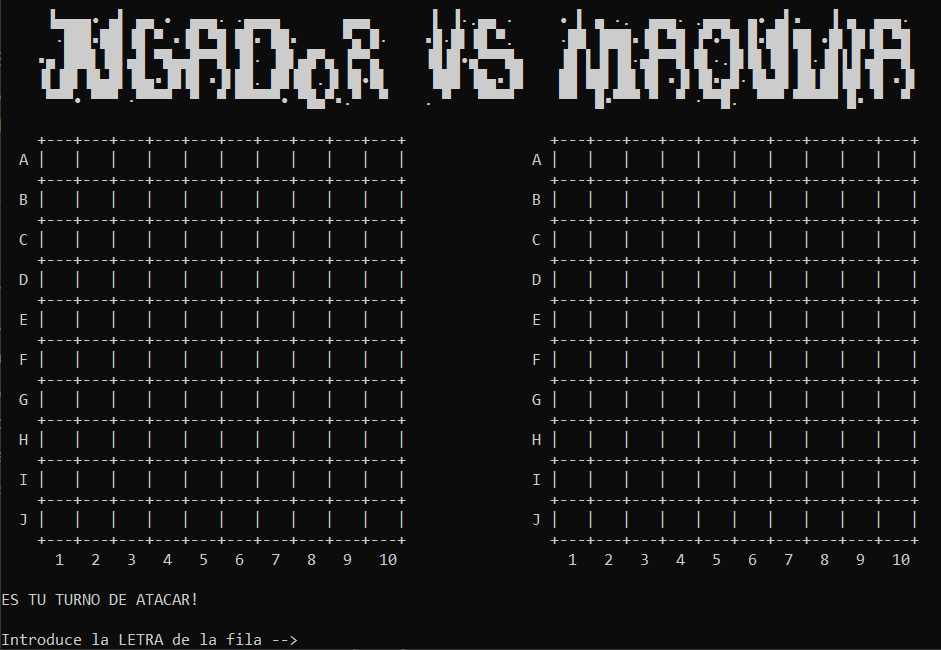 JUGADOR VS MAQUINA
A A
B B
C C
D D
E E
F F
G G
H H
I I
J J
1 2 3 4 5 6 7 8 9 10 1 2 3 4 5 6 7 8 9 10
ES TU TURNO DE ATACAR!
Introduce la LETRA de la fila -->